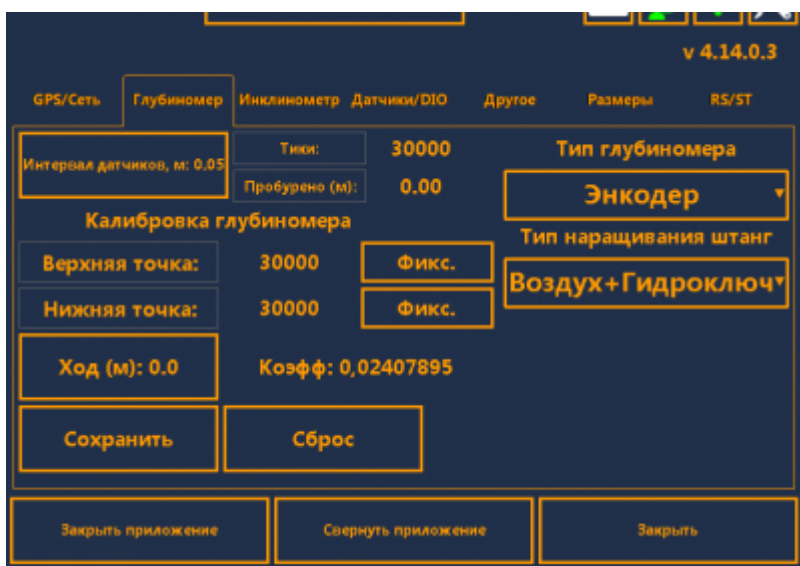 v 4.14.0.3
GPS/Сеть Глубиномер Инклинометр Датчики/DIO Другое Размеры RS/ST
Интервал датчиков, м: 0.05
Тики: 30000
Пробурено (м): 0.00
Тип глубиномера
Энкодер
Калибровка глубиномера
Тип наращивания штанг
Воздух+Гидроключ
Верхняя точка: 30000 Фикс.
Нижняя точка: 30000 Фикс.
Ход (м): 0.0 Коэфф: 0,02407895
Сохранить Сброс
Закрыть приложение Свернуть приложение Закрыть